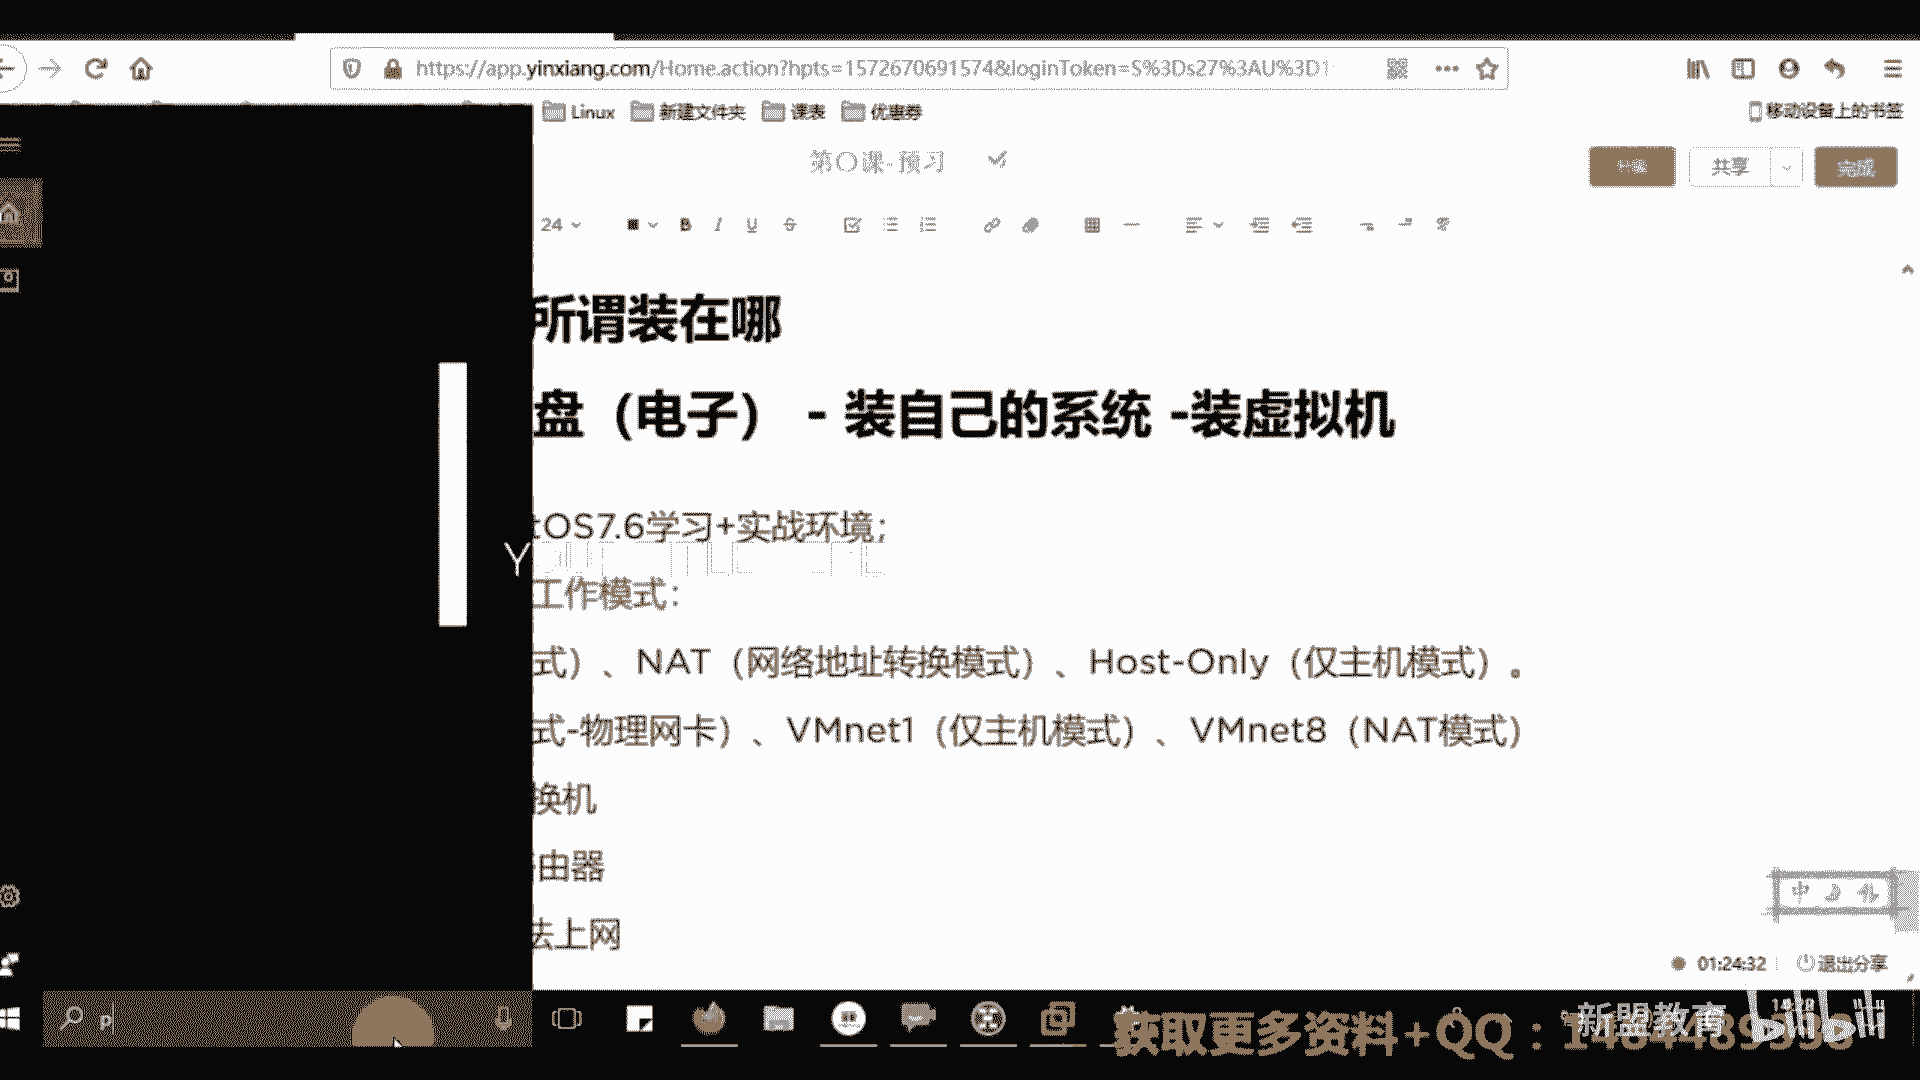 https://app.yinxiang.com/Home.action?hpts=1572670691574&loginToken=S%3Ds27%3AU%3D1
Linux 新建文件夹 课表 优惠券 移动设备上的书签
第〇课-预习
共享 完成
24 B I U S
所谓装在哪
盘（电子） - 装自己的系统 -装虚拟机
tOS7.6学习+实战环境;
工作模式：
式）、NAT（网络地址转换模式）、Host-Only（仅主机模式）。
式-物理网卡）、VMnet1（仅主机模式）、VMnet8（NAT模式）
换机
由器
法上网
中
01:24:32 退出分享
p
新盟教育 bilibili
获取更多资料+QQ：